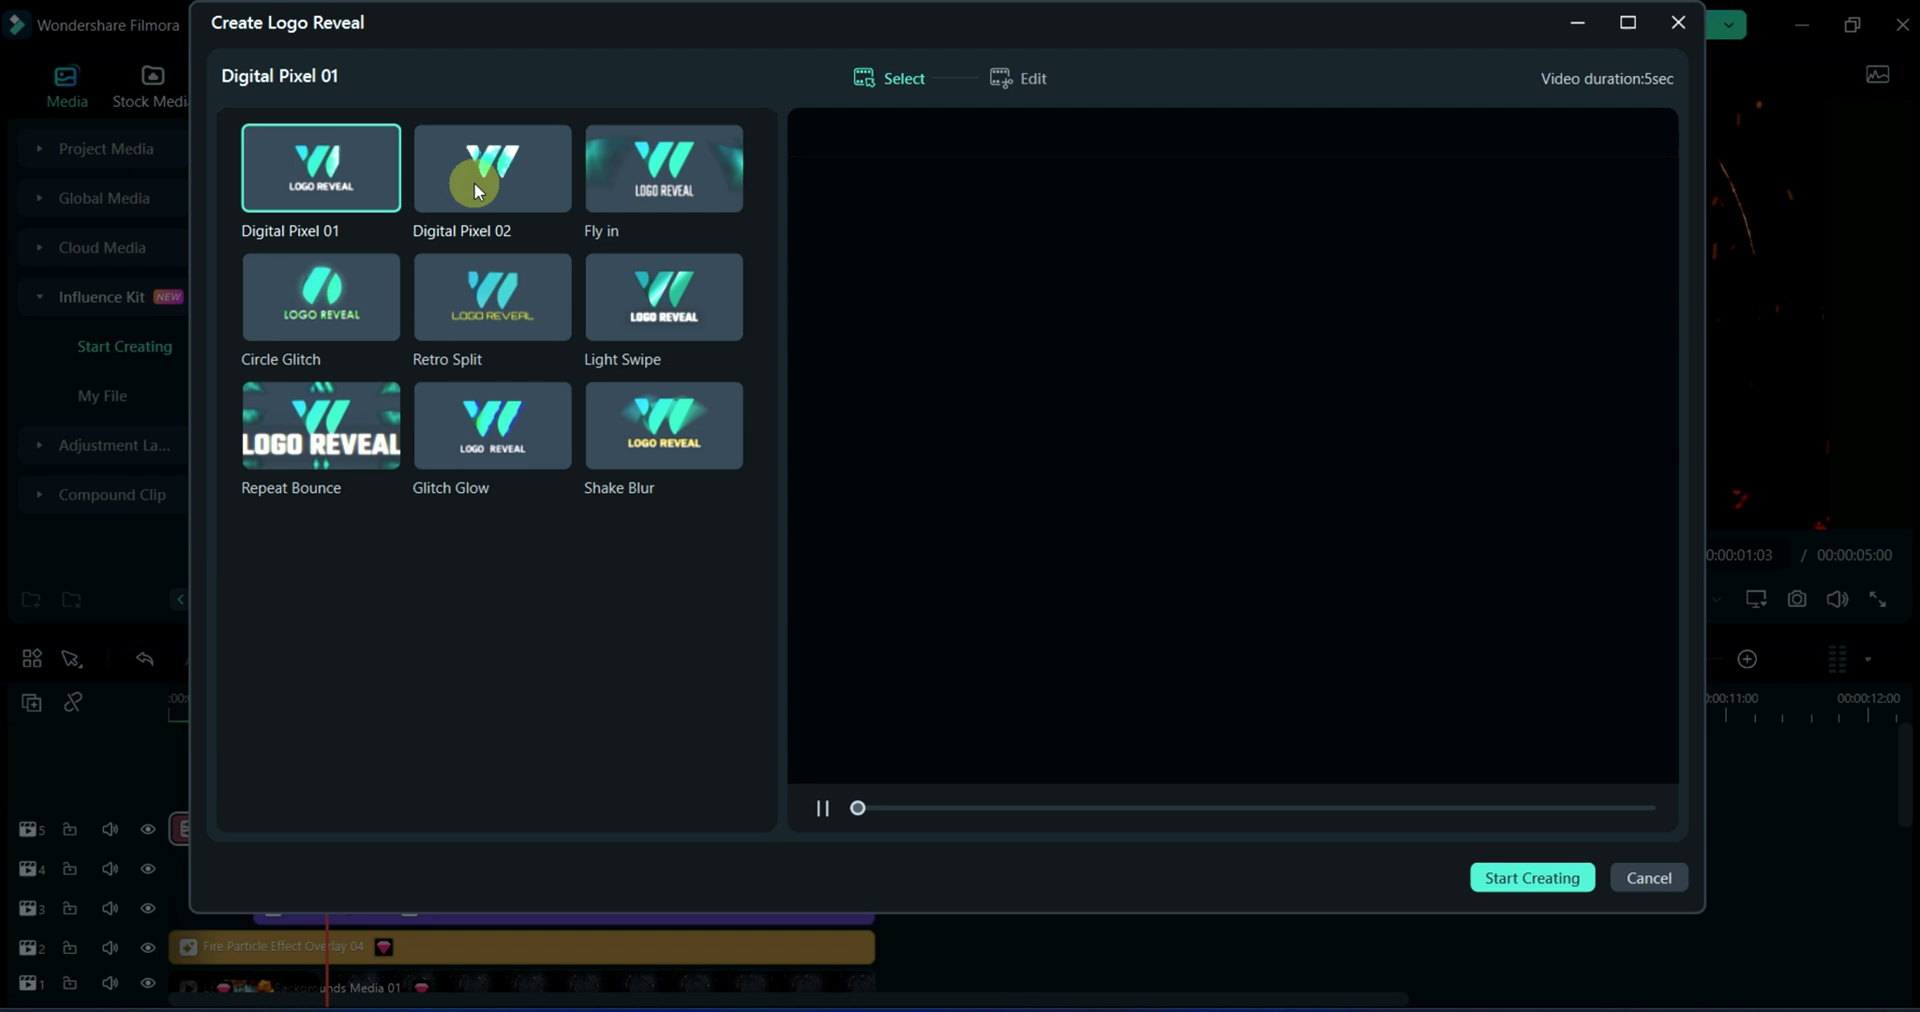 Wondershare Filmora
Create Logo Reveal
Media
Stock Medi
Digital Pixel 01
Select
Edit
Video duration:5sec
Project Media
Global Media
Cloud Media
Influence Kit NEW
Start Creating
My File
Adjustment La...
Compound Clip
LOGO REVEAL
LOGO REVEAL
Digital Pixel 01
Digital Pixel 02
Fly in
LOGO REVEAL
LOGO REVEAL
LOGO REVEAL
Circle Glitch
Retro Split
Light Swipe
LOGO REVEAL
LOGO REVEAL
LOGO REVEAL
Repeat Bounce
Glitch Glow
Shake Blur
0:00:01:03 / 00:00:05:00
:00:
0:00:11:00
00:00:12:00
Start Creating
Cancel
5
4
3
2
Fire Particle Effect Overlay 04
1
Backgrounds Media 01